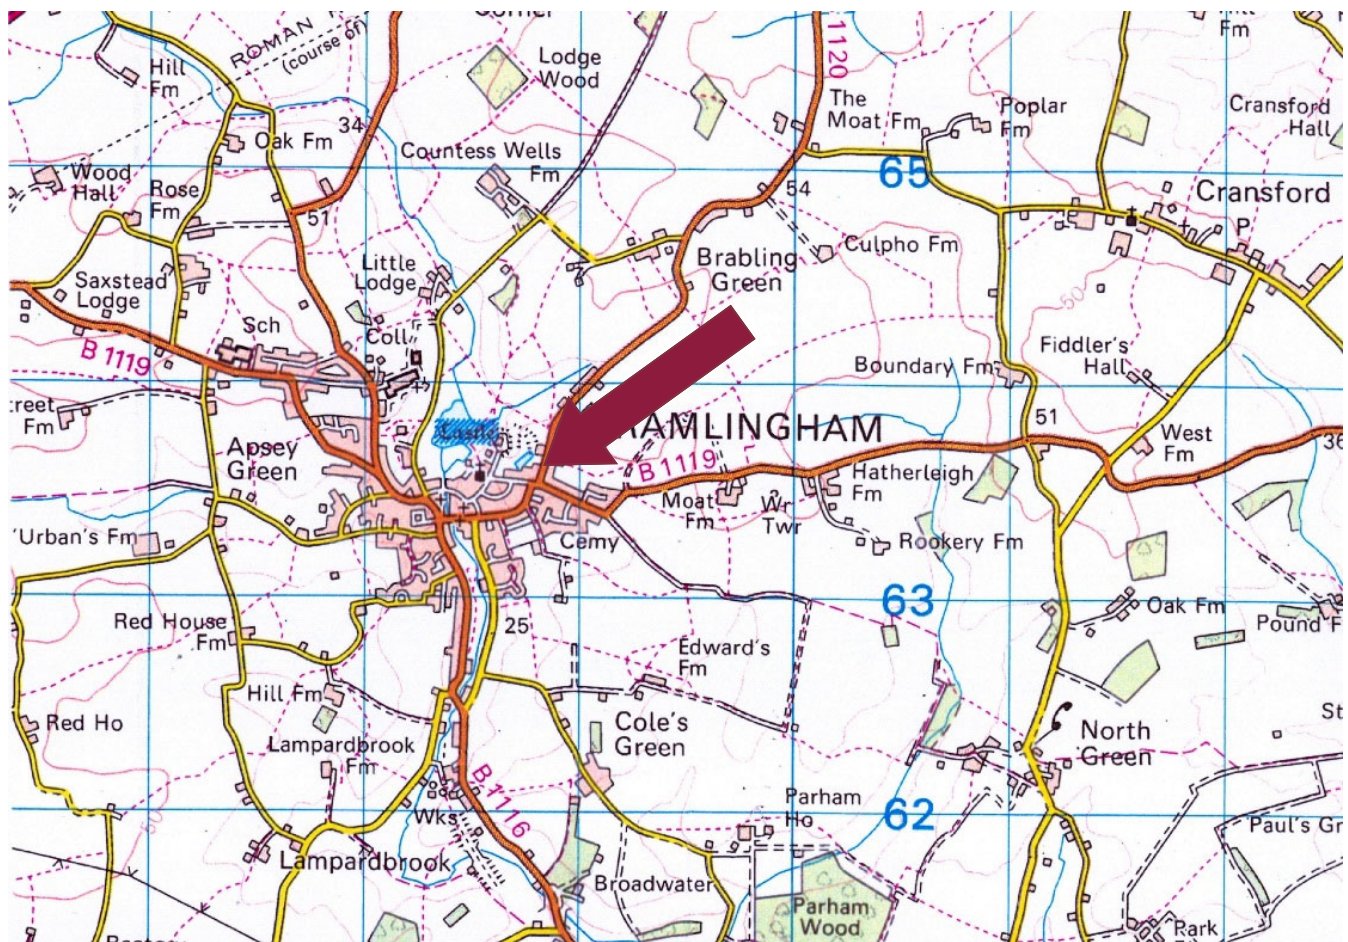 Corner
ROMAN R
(course of)
Hill
Fm
Lodge
Wood
1120
Hill
Fm
34
Oak Fm
Countess Wells
Fm
The
Moat Fm
Poplar
Fm
Cransford
Hall
65
Wood
Hall
Rose
Fm
51
54
Cransford
P
Saxstead
Lodge
Little
Lodge
Brabling
Green
Culpho Fm
50
Sch
Coll
B 1119
Boundary Fm
Fiddler's
Hall
treet
Fm
Apsey
Green
Castle
AMLINGHAM
B 1119
51
West
Fm
36
Moat
Fm
Wr
Twr
Hatherleigh
Fm
'Urban's Fm
Cemy
Rookery Fm
63
Oak Fm
Pound F
Red House
Fm
25
Edward's
Fm
Hill Fm
Red Ho
Cole's
Green
North
Green
St
Lampardbrook
Fm
B 1116
Parham
Ho
62
50
Wks
Paul's Gr
Lampardbrook
Broadwater
Parham
Wood
Park